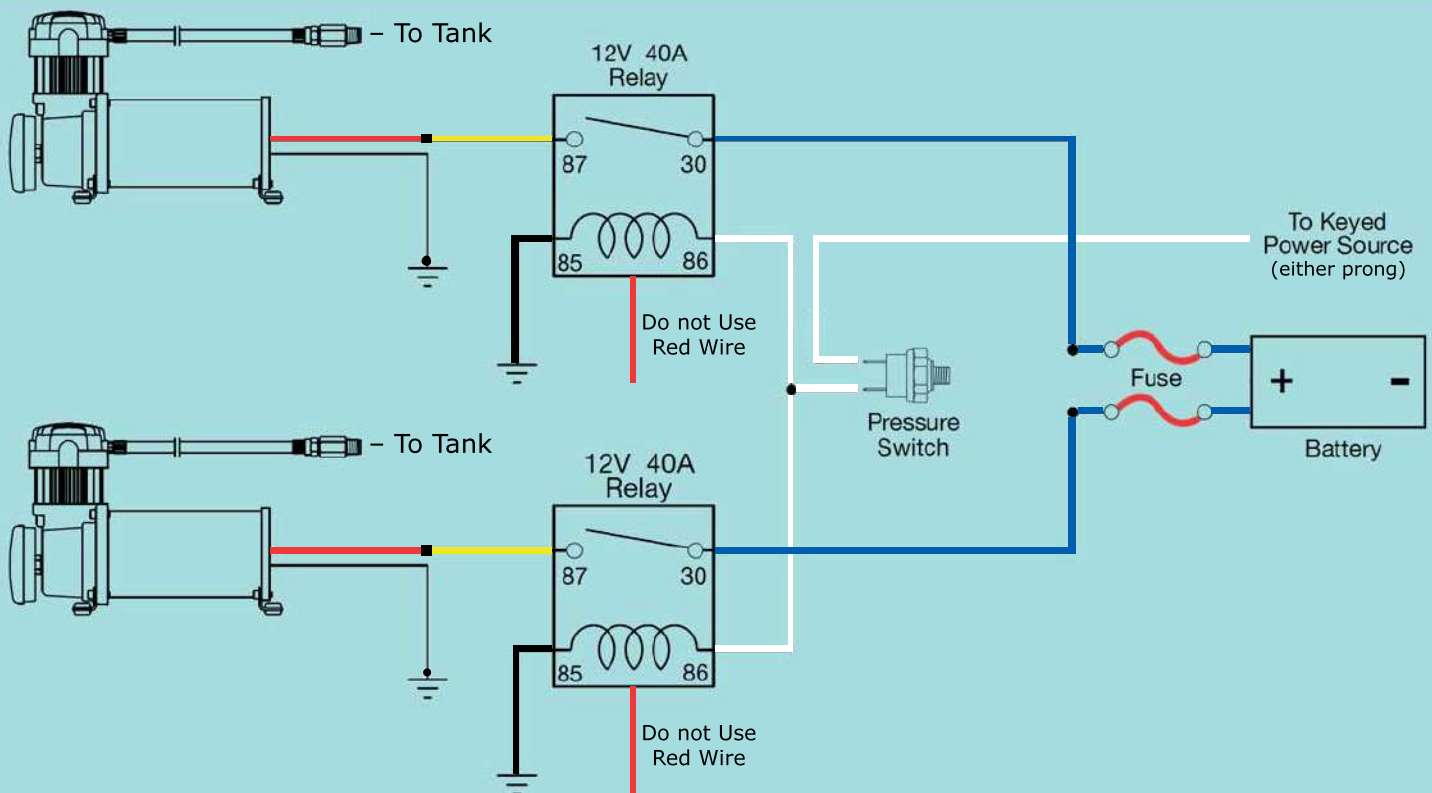 – To Tank
12V 40A
Relay
87
30
85
86
Do not Use
Red Wire
To Keyed
Power Source
(either prong)
Fuse
+
-
Battery
Pressure
Switch
– To Tank
12V 40A
Relay
87
30
85
86
Do not Use
Red Wire